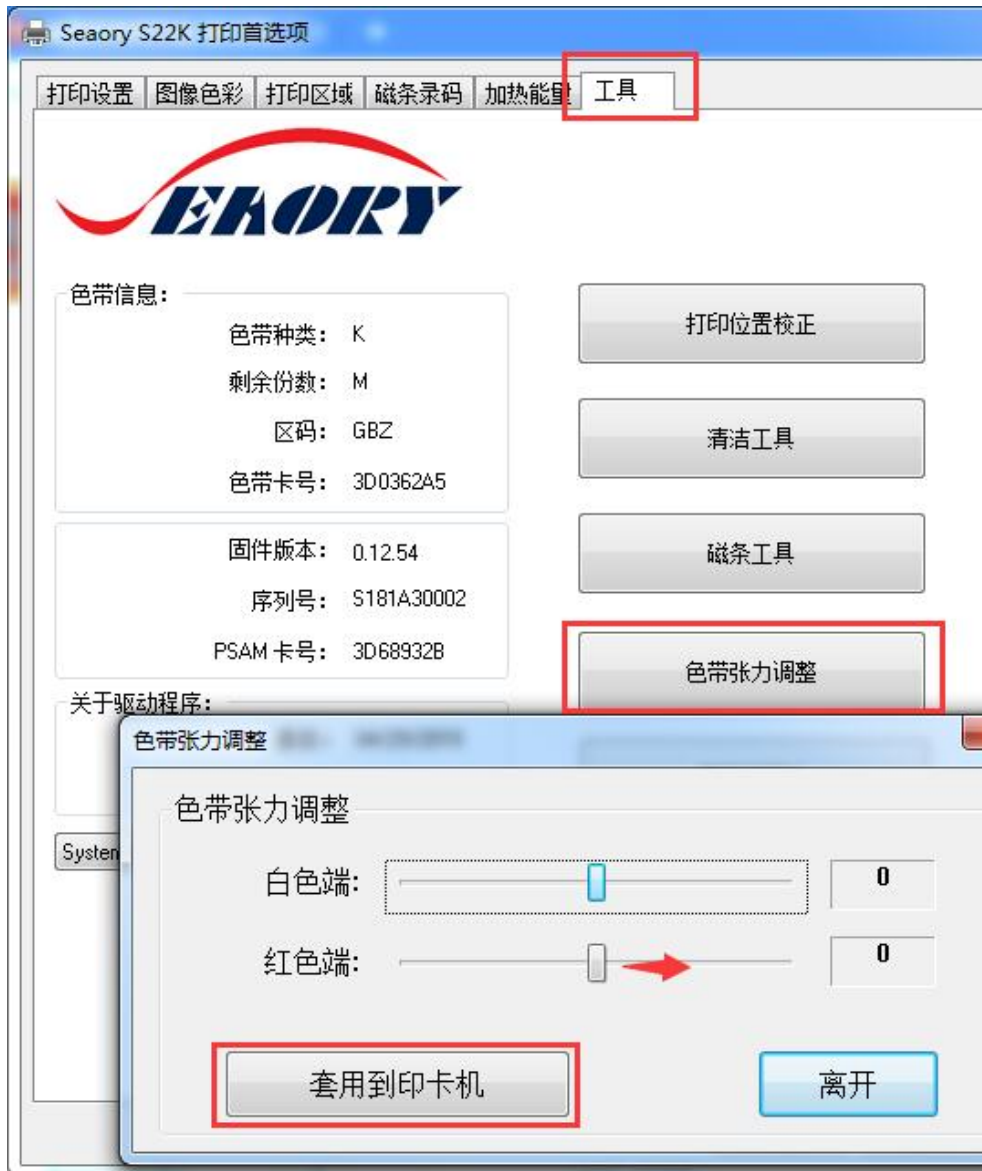 Seaory S22K 打印首选项
打印设置 图像色彩 打印区域 磁条录码 加热能量 工具
SEAORY
色带信息:
色带种类: K
剩余份数: M
区码: GBZ
色带卡号: 3D0362A5
固件版本: 0.12.54
序列号: S181A30002
PSAM 卡号: 3D68932B
关于驱动程序:
打印位置校正
清洁工具
磁条工具
色带张力调整
System
色带张力调整
色带张力调整
白色端: 0
红色端: 0
套用到印卡机
离开